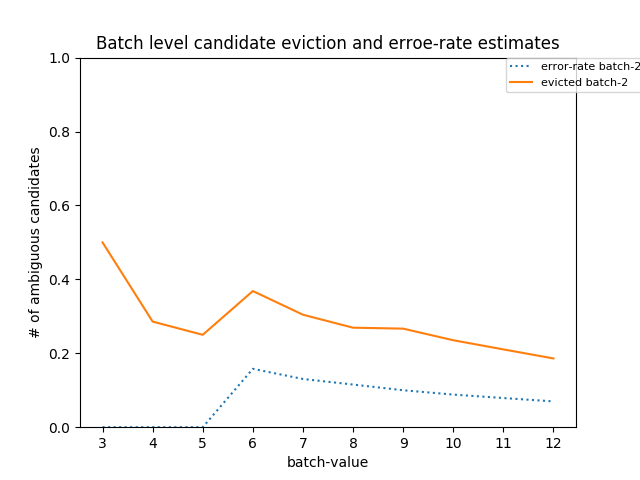 Batch level candidate eviction and erroe-rate estimates
error-rate batch-2
evicted batch-2
# of ambiguous candidates
1.0
0.8
0.6
0.4
0.2
0.0
3 4 5 6 7 8 9 10 11 12
batch-value